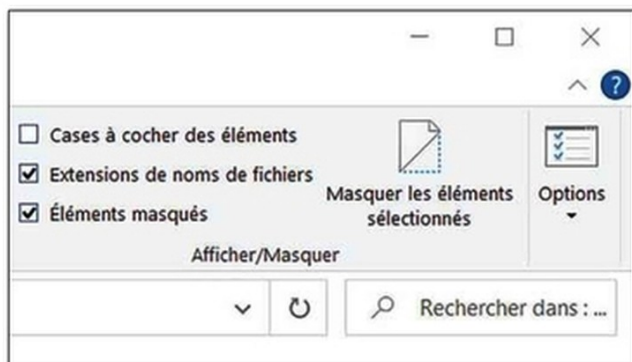 ?
Cases à cocher des éléments
Extensions de noms de fichiers
Éléments masqués
Masquer les éléments
sélectionnés
Options
Afficher/Masquer
Rechercher dans : ...